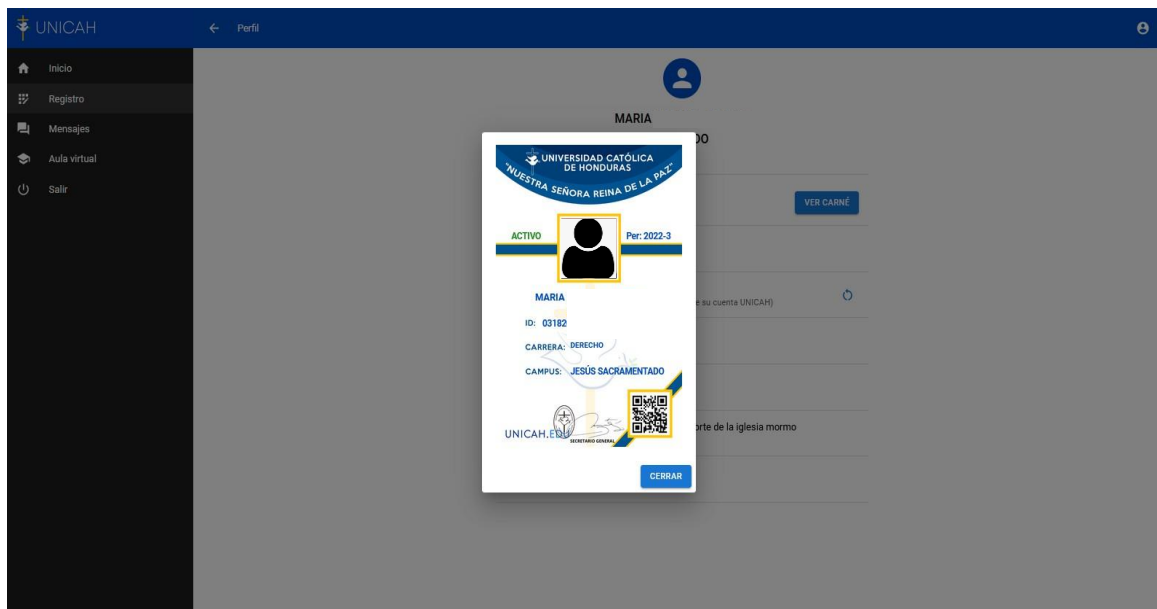 UNICAH
Perfil
Inicio
Registro
Mensajes
Aula virtual
Salir
MARIA
DO
VER CARNÉ
e su cuenta UNICAH)
orte de la iglesia mormo
UNIVERSIDAD CATÓLICA
DE HONDURAS
"NUESTRA SEÑORA REINA DE LA PAZ"
ACTIVO
Per: 2022-3
MARIA
ID: 03182
CARRERA: DERECHO
CAMPUS: JESÚS SACRAMENTADO
UNICAH.EDU
SECRETARIO GENERAL
CERRAR